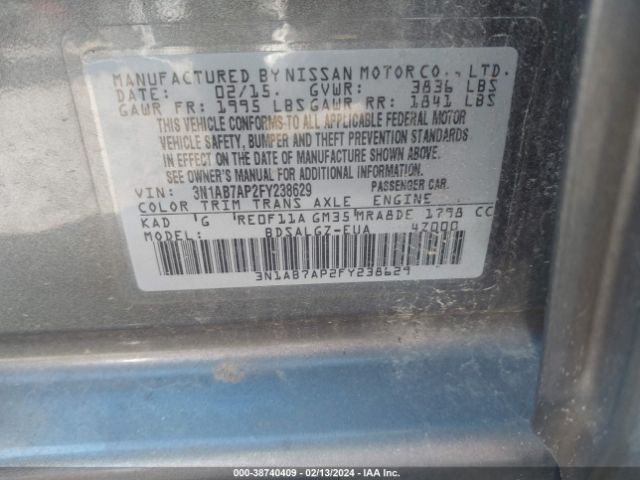 MANUFACTURED BY NISSAN MOTOR CO., LTD.
DATE: 02/15. GVWR: 3836 LBS
GAWR FR: 1995 LBS GAWR RR: 1841 LBS
THIS VEHICLE CONFORMS TO ALL APPLICABLE FEDERAL MOTOR
VEHICLE SAFETY, BUMPER AND THEFT PREVENTION STANDARDS
IN EFFECT ON THE DATE OF MANUFACTURE SHOWN ABOVE.
SEE OWNER'S MANUAL FOR ADDITIONAL INFORMATION.
VIN: 3N1AB7AP2FY238629 PASSENGER CAR.
COLOR TRIM TRANS AXLE ENGINE
KAD G RE0F11A GM35 MRA8DE 1798 CC
MODEL: BDSALGZ-EUA 47000
3N1AB7AP2FY238629
000-38740409 - 02/13/2024 - IAA Inc.